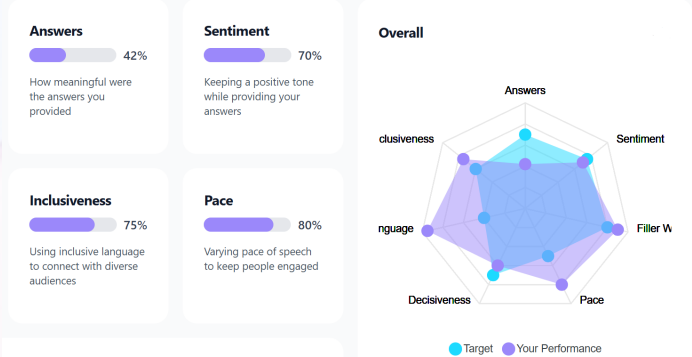 Answers
42%
How meaningful were
the answers you
provided
Sentiment
70%
Keeping a positive tone
while providing your
answers
Inclusiveness
75%
Using inclusive language
to connect with diverse
audiences
Pace
80%
Varying pace of speech
to keep people engaged
Overall
Answers
clusiveness
Sentiment
nguage
Filler W
Decisiveness
Pace
Target
Your Performance